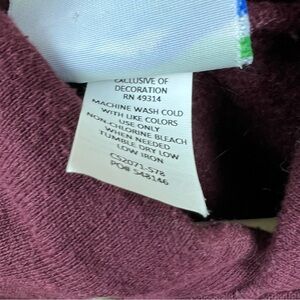 EXCLUSIVE OF
DECORATION
RN 49314
MACHINE WASH COLD
WITH LIKE COLORS
USE ONLY
NON-CHLORINE BLEACH
WHEN NEEDED
TUMBLE DRY LOW
LOW IRON
CS2071-578
PO# 548146